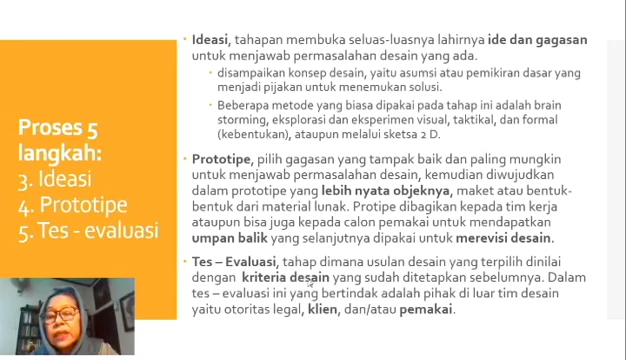 Proses 5
langkah:
3. Ideasi
4. Prototipe
5. Tes - evaluasi
Ideasi, tahapan membuka seluas-luasnya lahirnya ide dan gagasan
untuk menjawab permasalahan desain yang ada.
disampaikan konsep desain, yaitu asumsi atau pemikiran dasar yang
menjadi pijakan untuk menemukan solusi.
Beberapa metode yang biasa dipakai pada tahap ini adalah brain
storming, eksplorasi dan eksperimen visual, taktikal, dan formal
(kebentukan), ataupun melalui sketsa 2 D.
Prototipe, pilih gagasan yang tampak baik dan paling mungkin
untuk menjawab permasalahan desain, kemudian diwujudkan
dalam prototipe yang lebih nyata objeknya, maket atau bentuk-
bentuk dari material lunak. Protipe dibagikan kepada tim kerja
ataupun bisa juga kepada calon pemakai untuk mendapatkan
umpan balik yang selanjutnya dipakai untuk merevisi desain.
Tes – Evaluasi, tahap dimana usulan desain yang terpilih dinilai
dengan kriteria desain yang sudah ditetapkan sebelumnya. Dalam
tes – evaluasi ini yang bertindak adalah pihak di luar tim desain
yaitu otoritas legal, klien, dan/atau pemakai.